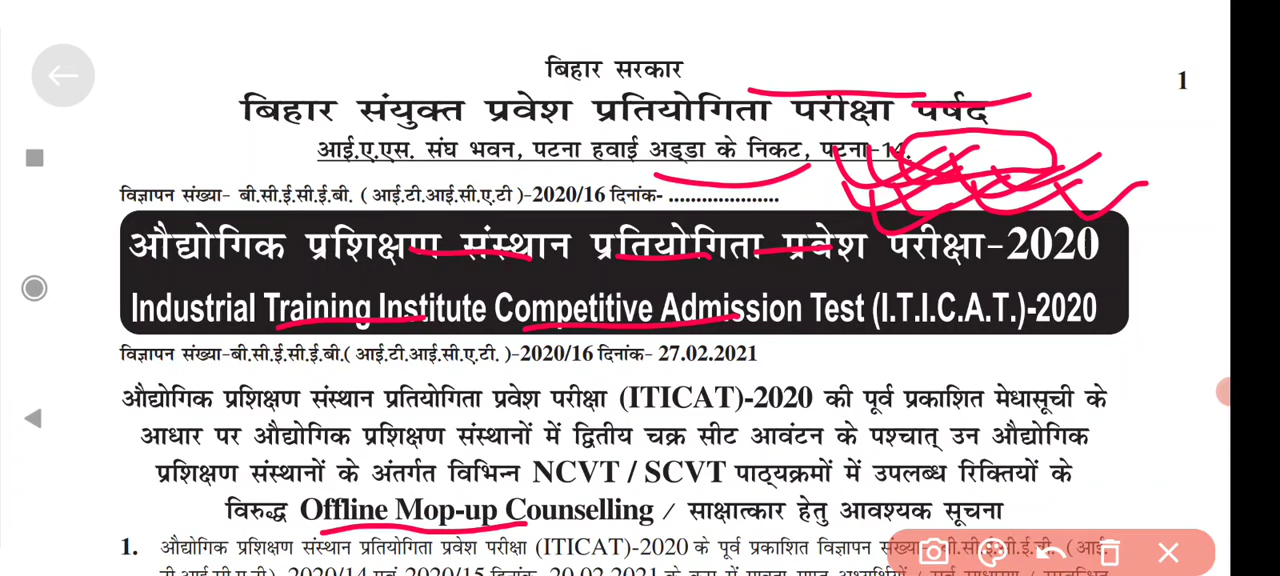 1
बिहार सरकार
बिहार संयुक्त प्रवेश प्रतियोगिता परीक्षा पर्षद
आई.ए.एस. संघ भवन, पटना हवाई अड्डा के निकट, पटना-14.
विज्ञापन संख्या- बी.सी.ई.सी.ई.बी. ( आई.टी.आई.सी.ए.टी )-2020/16 दिनांक- ....................
औद्योगिक प्रशिक्षण संस्थान प्रतियोगिता प्रवेश परीक्षा-2020
Industrial Training Institute Competitive Admission Test (I.T.I.C.A.T.)-2020
विज्ञापन संख्या-बी.सी.ई.सी.ई.बी.( आई.टी.आई.सी.ए.टी. )-2020/16 दिनांक- 27.02.2021
औद्योगिक प्रशिक्षण संस्थान प्रतियोगिता प्रवेश परीक्षा (ITICAT)-2020 की पूर्व प्रकाशित मेधासूची के
आधार पर औद्योगिक प्रशिक्षण संस्थानों में द्वितीय चक्र सीट आवंटन के पश्चात् उन औद्योगिक
प्रशिक्षण संस्थानों के अंतर्गत विभिन्न NCVT / SCVT पाठ्यक्रमों में उपलब्ध रिक्तियों के
विरुद्ध Offline Mop-up Counselling / साक्षात्कार हेतु आवश्यक सूचना
1. औद्योगिक प्रशिक्षण संस्थान प्रतियोगिता प्रवेश परीक्षा (ITICAT)-2020 के पूर्व प्रकाशित विज्ञापन संख्या-बी.सी.ई.सी.ई.बी. (आई.